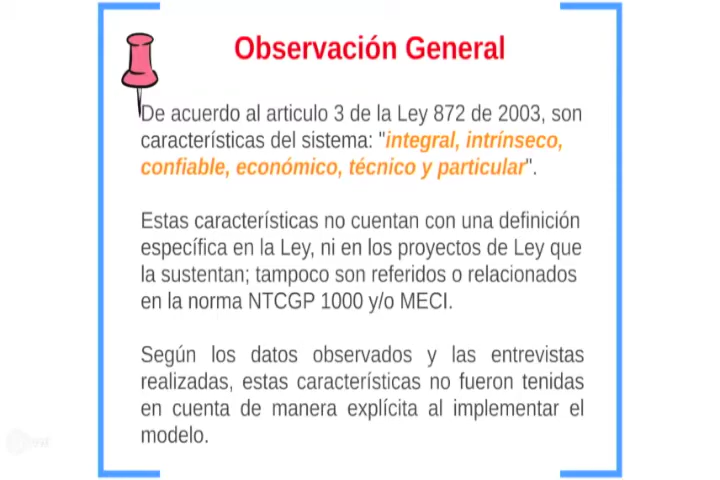 Observación General
De acuerdo al articulo 3 de la Ley 872 de 2003, son
características del sistema: "integral, intrínseco,
confiable, económico, técnico y particular".
Estas características no cuentan con una definición
específica en la Ley, ni en los proyectos de Ley que
la sustentan; tampoco son referidos o relacionados
en la norma NTCGP 1000 y/o MECI.
Según los datos observados y las entrevistas
realizadas, estas características no fueron tenidas
en cuenta de manera explícita al implementar el
modelo.